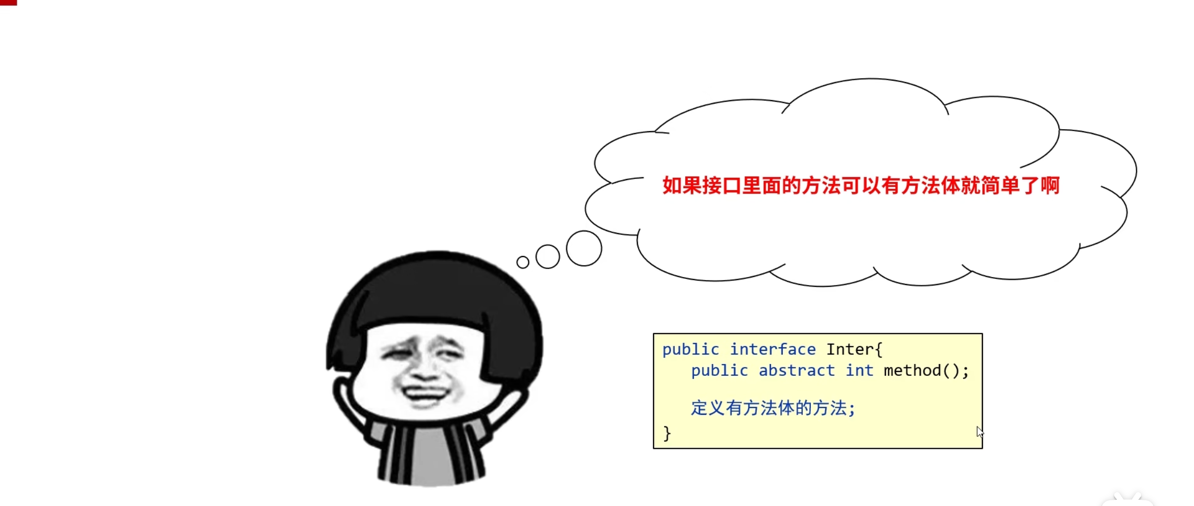 如果接口里面的方法可以有方法体就简单了啊
public interface Inter{
public abstract int method();
定义有方法体的方法;
}